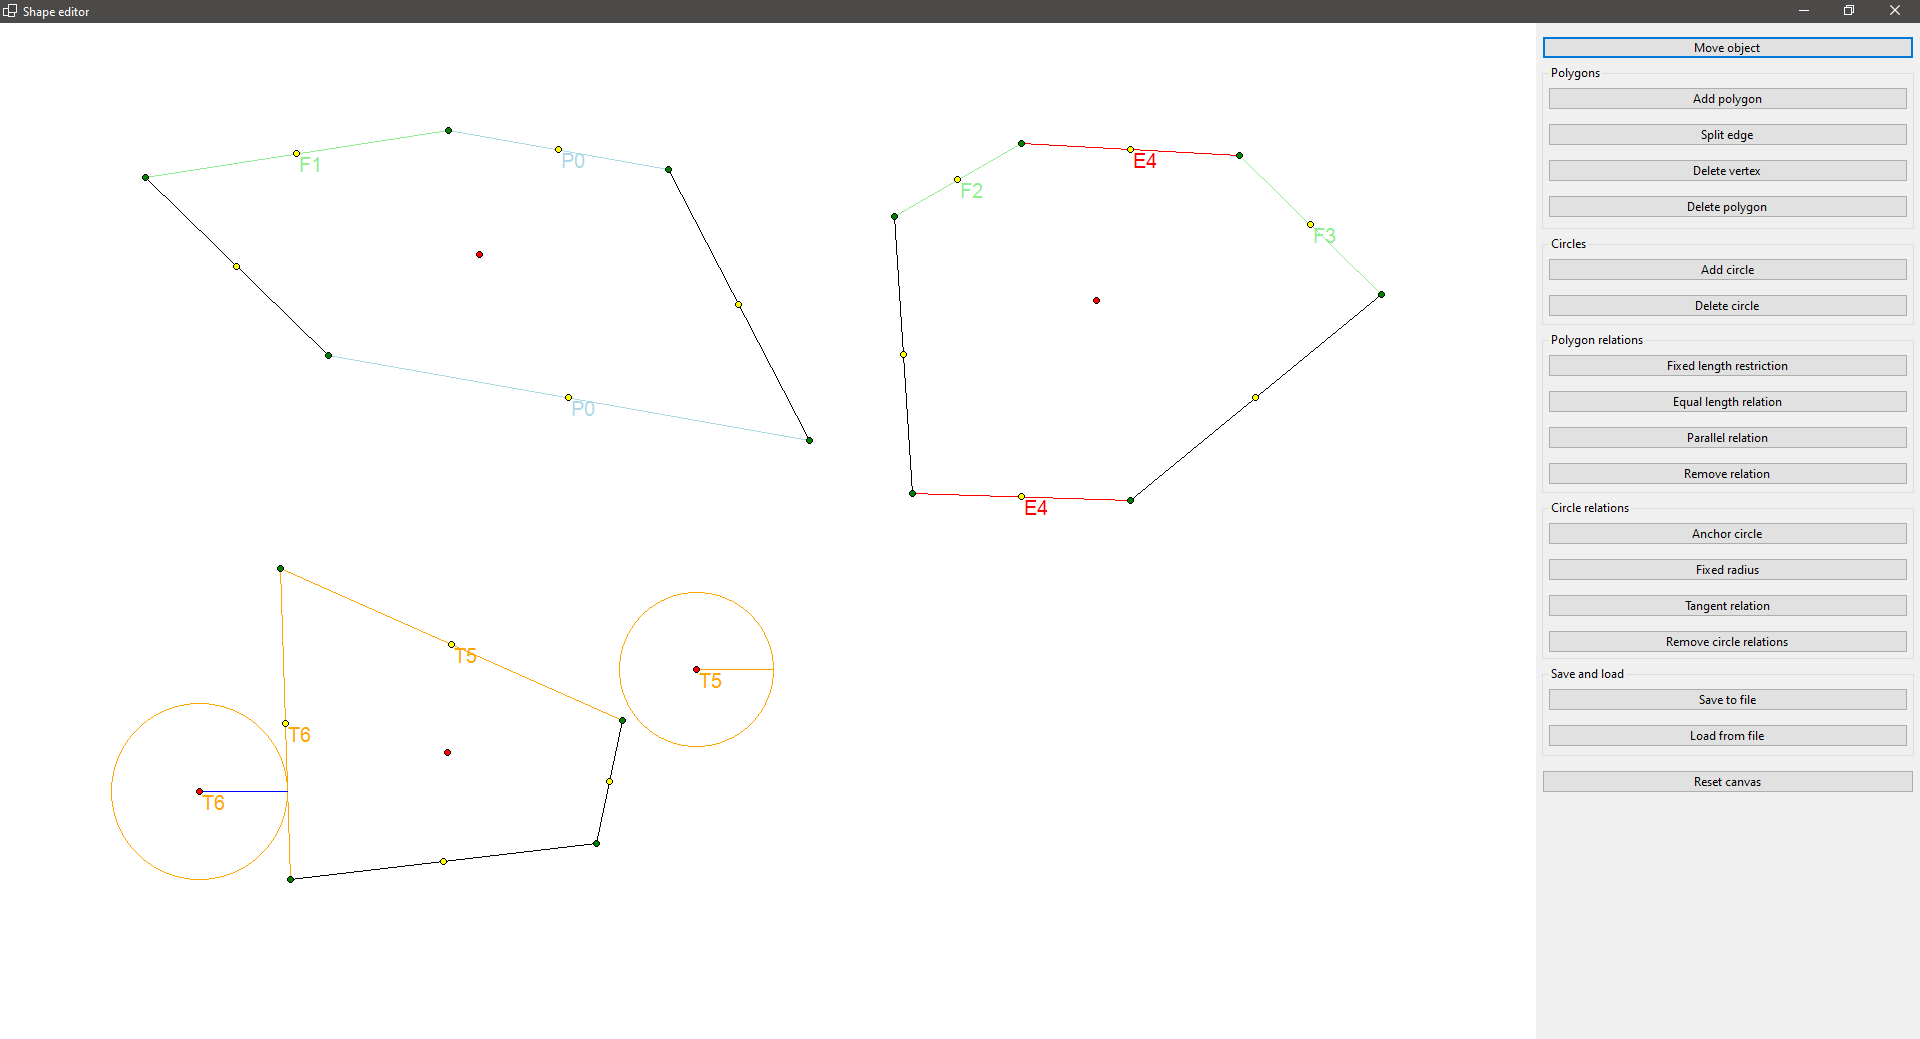 Shape editor
F1
P0
P0
F2
E4
F3
E4
T5
T5
T6
T6
Move object
Polygons
Add polygon
Split edge
Delete vertex
Delete polygon
Circles
Add circle
Delete circle
Polygon relations
Fixed length restriction
Equal length relation
Parallel relation
Remove relation
Circle relations
Anchor circle
Fixed radius
Tangent relation
Remove circle relations
Save and load
Save to file
Load from file
Reset canvas